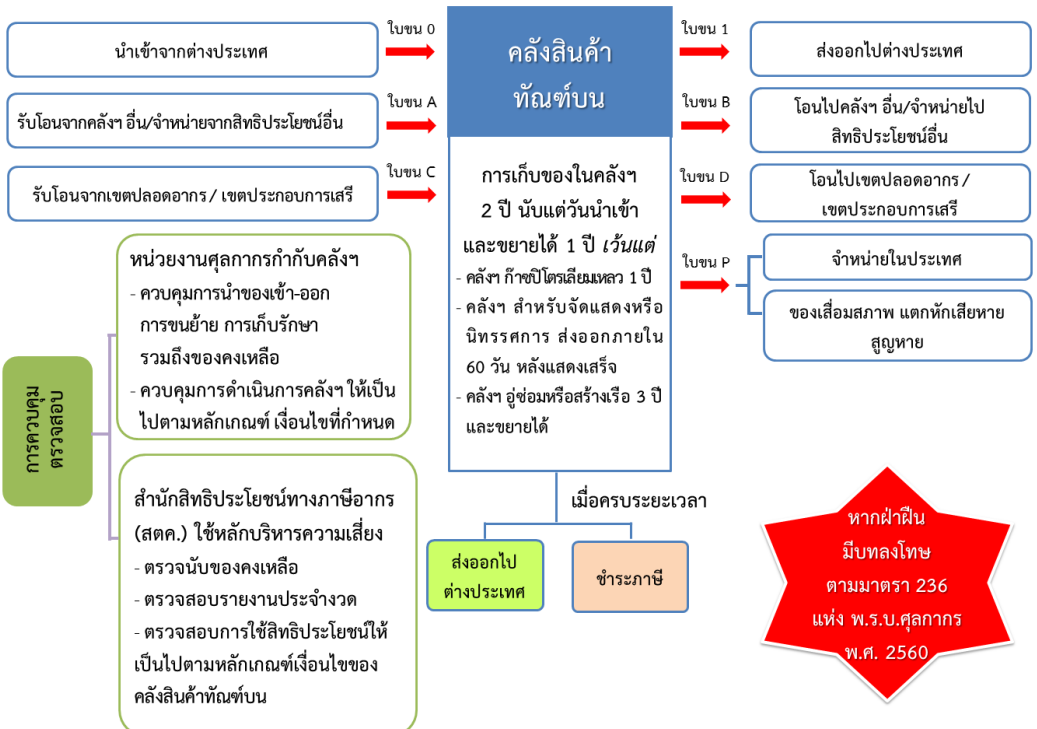 ใบขน 0
นำเข้าจากต่างประเทศ
ใบขน A
รับโอนจากคลังฯ อื่น/จำหน่ายจากสิทธิประโยชน์อื่น
ใบขน C
รับโอนจากเขตปลอดอากร / เขตประกอบการเสรี
คลังสินค้า
ทัณฑ์บน
การเก็บของในคลังฯ
2 ปี นับแต่วันนำเข้า
และขยายได้ 1 ปี เว้นแต่
- คลังฯ ก๊าซปิโตรเลียมเหลว 1 ปี
- คลังฯ สำหรับจัดแสดงหรือ
นิทรรศการ ส่งออกภายใน
60 วัน หลังแสดงเสร็จ
- คลังฯ อู่ซ่อมหรือสร้างเรือ 3 ปี
และขยายได้
ใบขน 1
ส่งออกไปต่างประเทศ
ใบขน B
โอนไปคลังฯ อื่น/จำหน่ายไป
สิทธิประโยชน์อื่น
ใบขน D
โอนไปเขตปลอดอากร /
เขตประกอบการเสรี
ใบขน P
จำหน่ายในประเทศ
ของเสื่อมสภาพ แตกหักเสียหาย
สูญหาย
การควบคุม
ตรวจสอบ
หน่วยงานศุลกากรกำกับคลังฯ
- ควบคุมการนำของเข้า-ออก
การขนย้าย การเก็บรักษา
รวมถึงของคงเหลือ
- ควบคุมการดำเนินการคลังฯ ให้เป็น
ไปตามหลักเกณฑ์ เงื่อนไขที่กำหนด
สำนักสิทธิประโยชน์ทางภาษีอากร
(สตค.) ใช้หลักบริหารความเสี่ยง
- ตรวจนับของคงเหลือ
- ตรวจสอบรายงานประจำงวด
- ตรวจสอบการใช้สิทธิประโยชน์ให้
เป็นไปตามหลักเกณฑ์เงื่อนไขของ
คลังสินค้าทัณฑ์บน
เมื่อครบระยะเวลา
ส่งออกไป
ต่างประเทศ
ชำระภาษี
หากฝ่าฝืน
มีบทลงโทษ
ตามมาตรา 236
แห่ง พ.ร.บ.ศุลกากร
พ.ศ. 2560